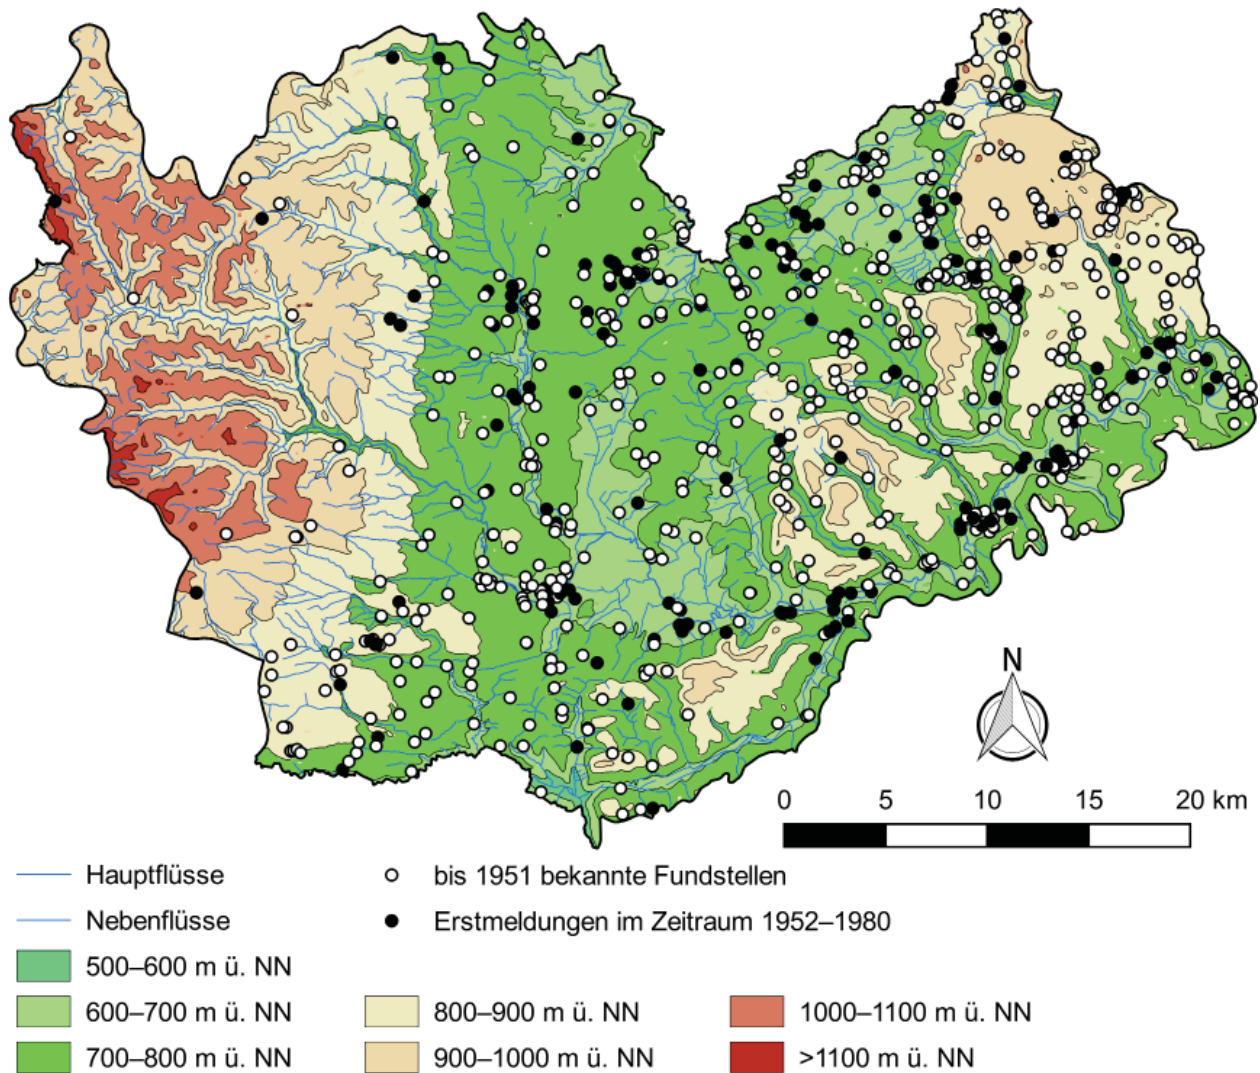 N
0 5 10 15 20 km
Hauptflüsse
bis 1951 bekannte Fundstellen
Nebenflüsse
Erstmeldungen im Zeitraum 1952–1980
500–600 m ü. NN
600–700 m ü. NN
800–900 m ü. NN
1000–1100 m ü. NN
700–800 m ü. NN
900–1000 m ü. NN
>1100 m ü. NN